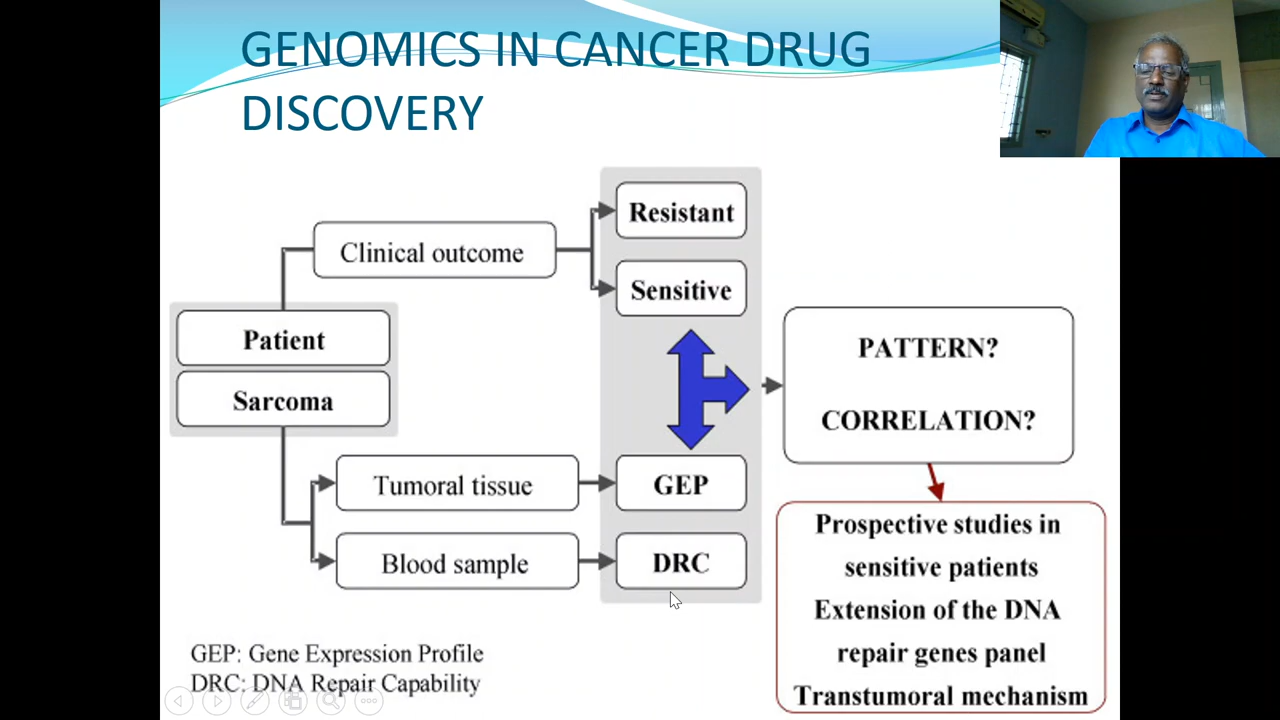 GENOMICS IN CANCER DRUG
DISCOVERY
Resistant
Clinical outcome
Sensitive
Patient
Sarcoma
PATTERN?
CORRELATION?
Tumoral tissue
GEP
Blood sample
DRC
Prospective studies in
sensitive patients
Extension of the DNA
repair genes panel
Transtumoral mechanism
GEP: Gene Expression Profile
DRC: DNA Repair Capability